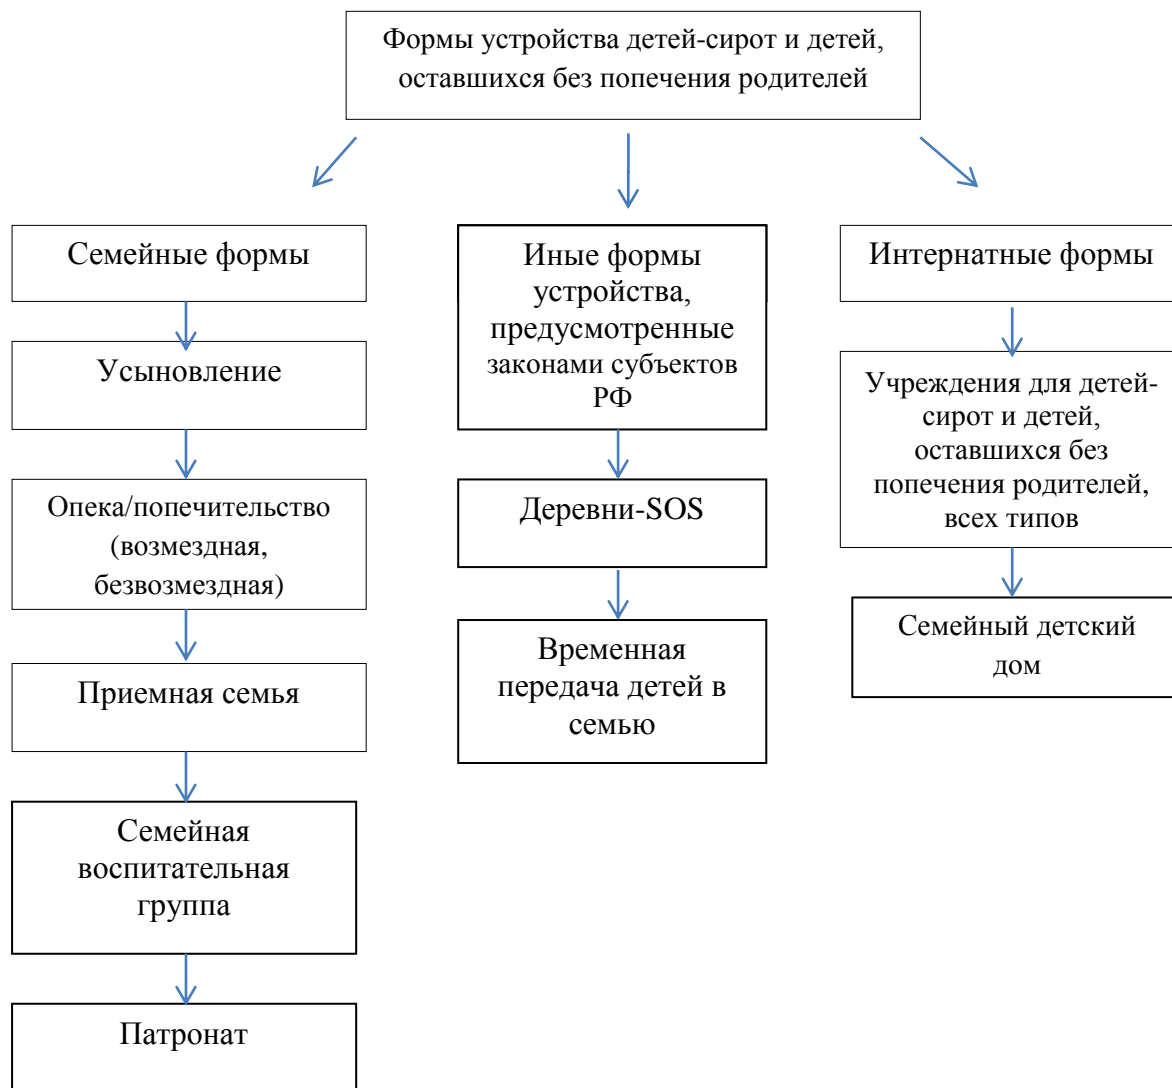 Формы устройства детей-сирот и детей,
оставшихся без попечения родителей
Семейные формы
Усыновление
Опека/попечительство
(возмездная,
безвозмездная)
Приемная семья
Семейная
воспитательная
группа
Патронат
Иные формы
устройства,
предусмотренные
законами субъектов
РФ
Деревни-SOS
Временная
передача детей в
семью
Интернатные формы
Учреждения для детей-
сирот и детей,
оставшихся без
попечения родителей,
всех типов
Семейный детский
дом